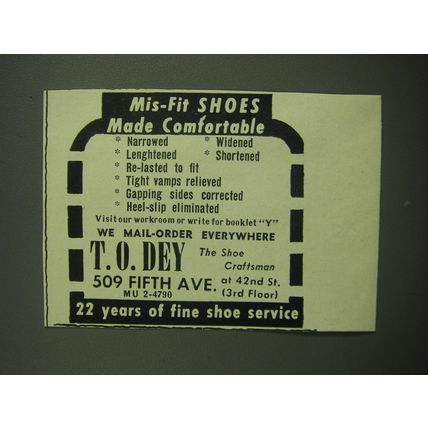 Mis-Fit SHOES
Made Comfortable
* Narrowed * Widened
* Lenghtened * Shortened
* Re-lasted to fit
* Tight vamps relieved
* Gapping sides corrected
* Heel-slip eliminated
Visit our workroom or write for booklet "Y"
WE MAIL-ORDER EVERYWHERE
T. O. DEY The Shoe
Craftsman
509 FIFTH AVE. at 42nd St.
MU 2-4790 (3rd Floor)
22 years of fine shoe service